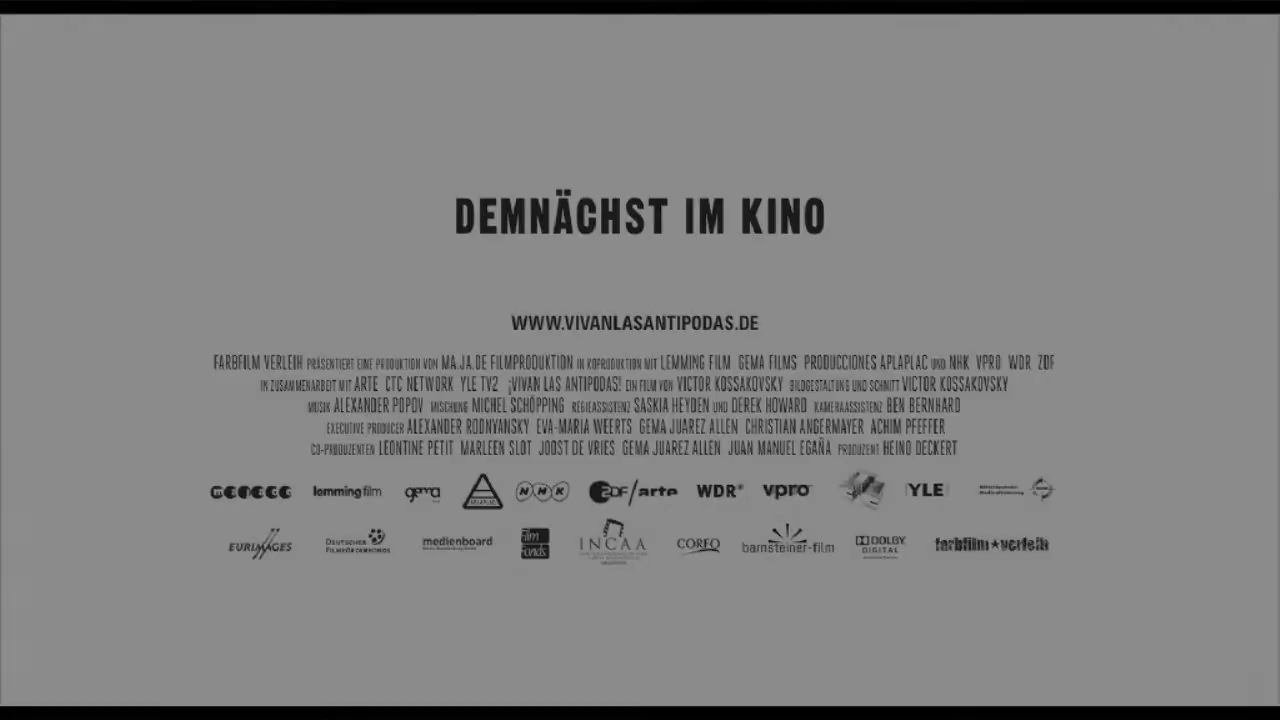 DEMNÄCHST IM KINO
WWW.VIVANLASANTIPODAS.DE
FARBFILM VERLEIH PRÄSENTIERT EINE PRODUKTION VON MA.JA.DE FILMPRODUKTION IN KOPRODUKTION MIT LEMMING FILM GEMA FILMS PRODUCCIONES APLAPLAC UND NHK VPRO WDR ZDF
IN ZUSAMMENARBEIT MIT ARTE CTC NETWORK YLE TV2 ¡VIVAN LAS ANTIPODAS! EIN FILM VON VICTOR KOSSAKOVSKY BILDGESTALTUNG UND SCHNITT VICTOR KOSSAKOVSKY
MUSIK ALEXANDER POPOV MISCHUNG MICHEL SCHÖPPING REGIEASSISTENZ SASKIA HEYDEN UND DEREK HOWARD KAMERAASSISTENZ BEN BERNHARD
EXECUTIVE PRODUCER ALEXANDER RODNYANSKY EVA-MARIA WEERTS GEMA JUAREZ ALLEN CHRISTIAN ANGERMAYER ACHIM PFEFFER
CO-PRODUZENTEN LEONTINE PETIT MARLEEN SLOT JOOST DE VRIES GEMA JUAREZ ALLEN JUAN MANUEL EGAÑA PRODUZENT HEINO DECKERT
lemming film gema NHK ZDF/arte WDR vpro YLE
EURIMAGES DEUTSCHER FILMFÖRDERFONDS medienboard film fonds INCAA CORFO barnsteiner-film DOLBY DIGITAL farbfilm★verleih